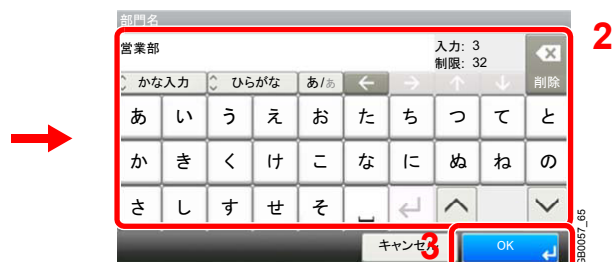 部門名
2
営業部
入力: 3
制限: 32
かな入力 ひらがな あ/ぁ ← → ↑ ↓ 削除
あ い う え お た ち つ て と
か き く け こ な に ぬ ね の
さ し す せ そ
キャンセル 3 OK
GB0057_65